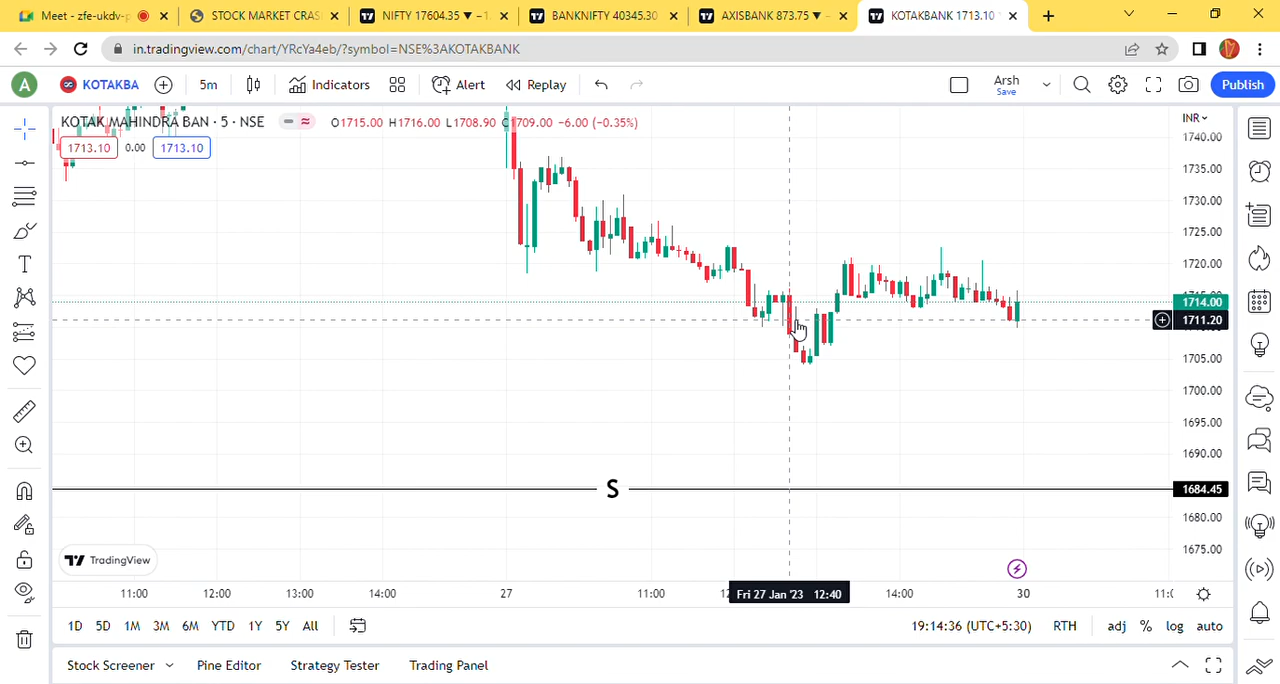 Meet - zfe-ukdv-p
STOCK MARKET CRAS
NIFTY 17604.35 ▼ −1.
BANKNIFTY 40345.30
AXISBANK 873.75 ▼ −
KOTAKBANK 1713.10
in.tradingview.com/chart/YRcYa4eb/?symbol=NSE%3AKOTAKBANK
A
KOTAKBA
5m
Indicators
Alert
Replay
Arsh
Save
Publish
KOTAK MAHINDRA BAN · 5 · NSE
O1715.00 H1716.00 L1708.90 C1709.00 −6.00 (−0.35%)
INR
1713.10 0.00 1713.10
1740.00
1735.00
1730.00
1725.00
1720.00
1714.00
1711.20
1705.00
1700.00
1695.00
1690.00
S
1684.45
1680.00
1675.00
TradingView
11:00 12:00 13:00 14:00 27 11:00 Fri 27 Jan '23 12:40 14:00 30
1D 5D 1M 3M 6M YTD 1Y 5Y All
19:14:36 (UTC+5:30) RTH adj % log auto
Stock Screener Pine Editor Strategy Tester Trading Panel